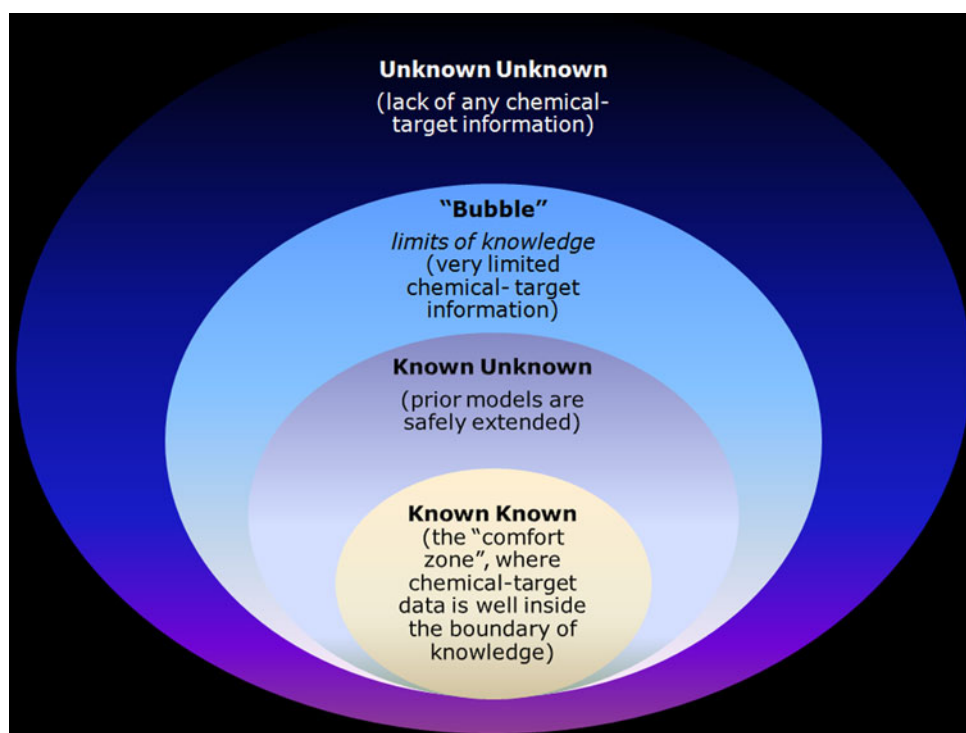 Unknown Unknown
(lack of any chemical-
target information)
“Bubble”
limits of knowledge
(very limited
chemical- target
information)
Known Unknown
(prior models are
safely extended)
Known Known
(the “comfort
zone”, where
chemical-target
data is well inside
the boundary of
knowledge)